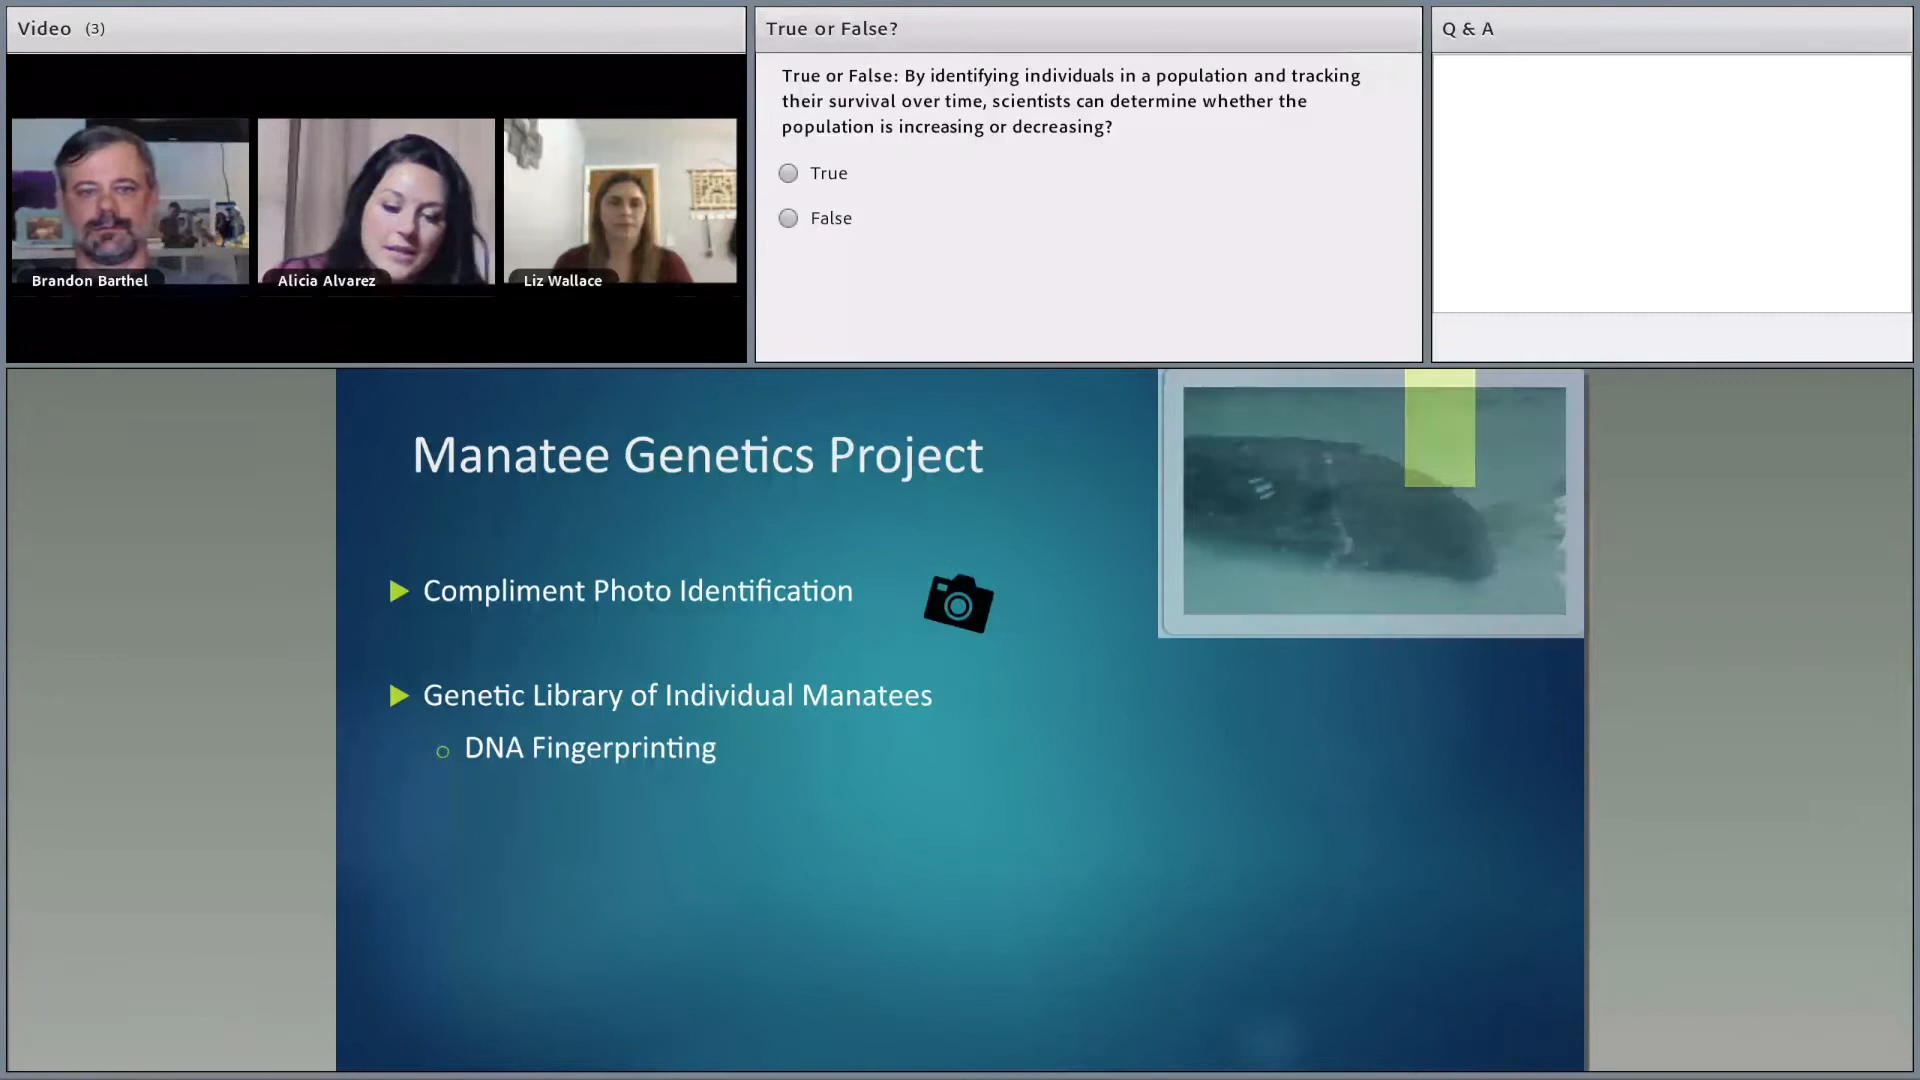 Video (3)
Brandon Barthel
Alicia Alvarez
Liz Wallace
True or False?
True or False: By identifying individuals in a population and tracking
their survival over time, scientists can determine whether the
population is increasing or decreasing?
True
False
Q & A
Manatee Genetics Project
Compliment Photo Identification
Genetic Library of Individual Manatees
DNA Fingerprinting